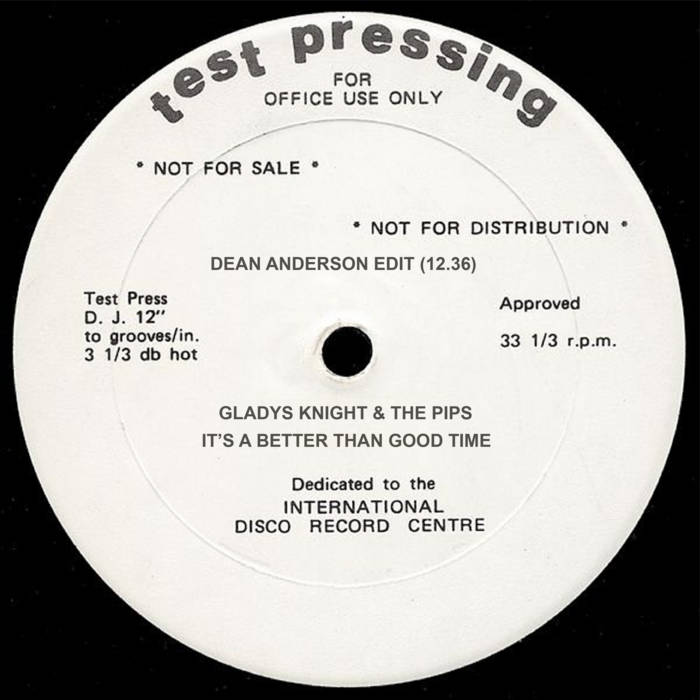 test pressing
FOR
OFFICE USE ONLY
* NOT FOR SALE *
* NOT FOR DISTRIBUTION *
DEAN ANDERSON EDIT (12.36)
Test Press
D. J. 12"
to grooves/in.
3 1/3 db hot
Approved
33 1/3 r.p.m.
GLADYS KNIGHT & THE PIPS
IT'S A BETTER THAN GOOD TIME
Dedicated to the
INTERNATIONAL
DISCO RECORD CENTRE